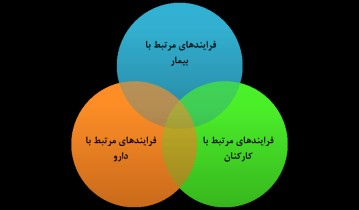 فرایندهای مرتبط با
بیمار
فرایندهای مرتبط با
کارکنان
فرایندهای مرتبط با
دارو